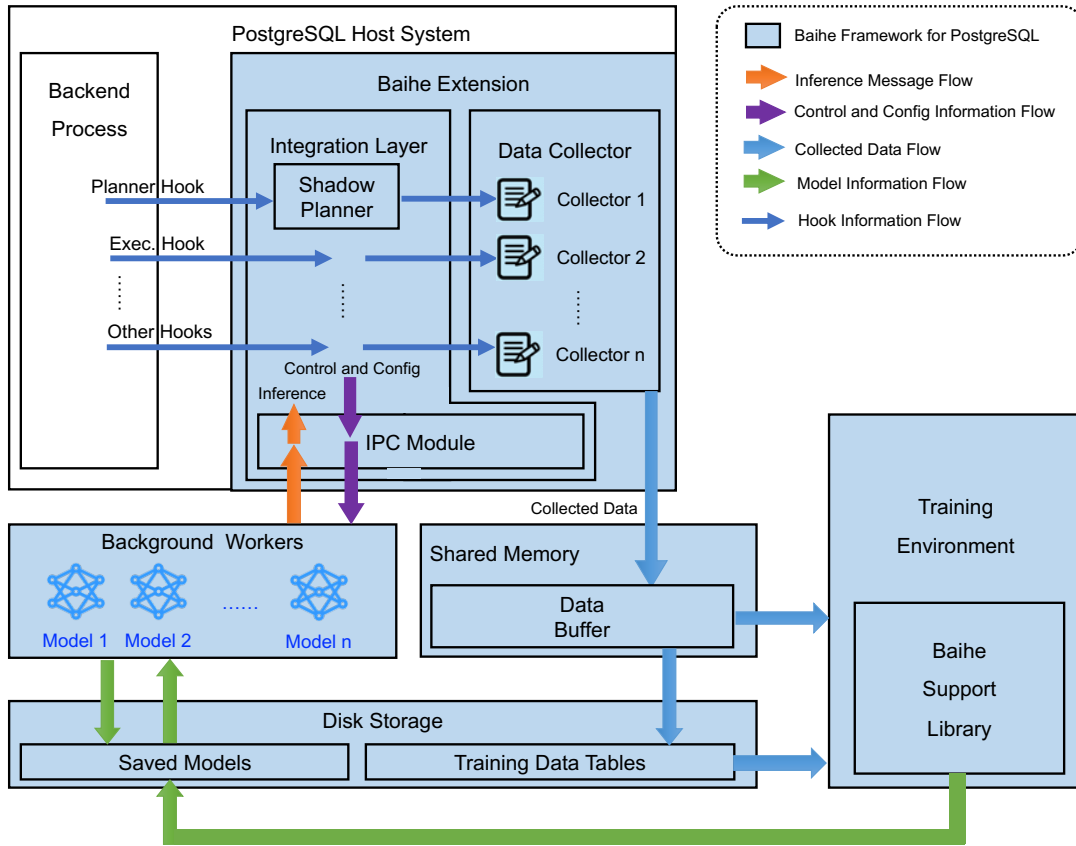 PostgreSQL Host System
Backend
Process
Baihe Extension
Integration Layer
Shadow
Planner
Data Collector
Planner Hook
Collector 1
Exec. Hook
Collector 2
......
......
......
Other Hooks
Collector n
Control and Config
Inference
IPC Module
Baihe Framework for PostgreSQL
Inference Message Flow
Control and Config Information Flow
Collected Data Flow
Model Information Flow
Hook Information Flow
Collected Data
Background Workers
......
Model 1
Model 2
Model n
Shared Memory
Data
Buffer
Training
Environment
Baihe
Support
Library
Disk Storage
Saved Models
Training Data Tables